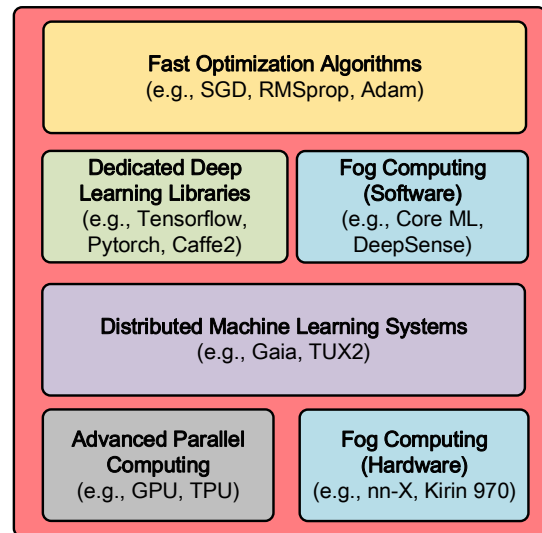 Fast Optimization Algorithms
(e.g., SGD, RMSprop, Adam)
Dedicated Deep
Learning Libraries
(e.g., Tensorflow,
Pytorch, Caffe2)
Fog Computing
(Software)
(e.g., Core ML,
DeepSense)
Distributed Machine Learning Systems
(e.g., Gaia, TUX2)
Advanced Parallel
Computing
(e.g., GPU, TPU)
Fog Computing
(Hardware)
(e.g., nn-X, Kirin 970)